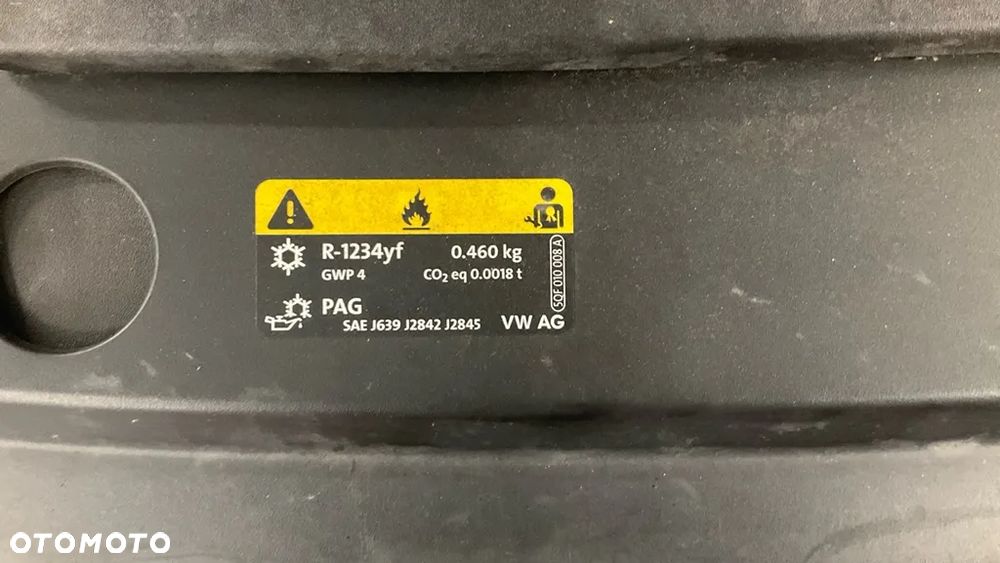 R-1234yf 0.460 kg
GWP 4 CO₂ eq 0.0018 t
PAG
SAE J639 J2842 J2845 VW AG
5QF 010 008 A
OTOMOTO